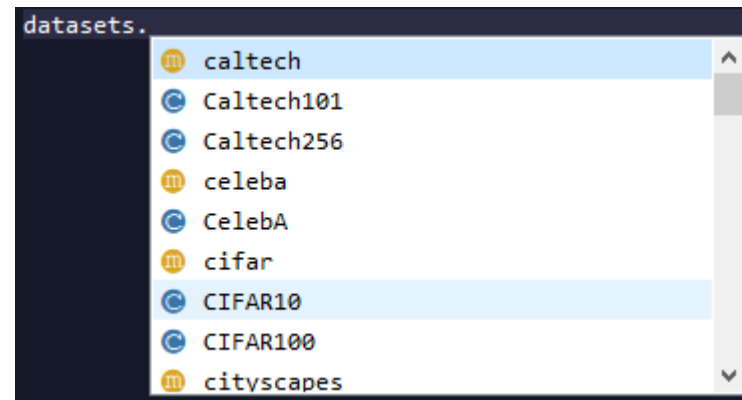 datasets.
m caltech
C Caltech101
C Caltech256
m celeba
C CelebA
m cifar
C CIFAR10
C CIFAR100
m cityscapes